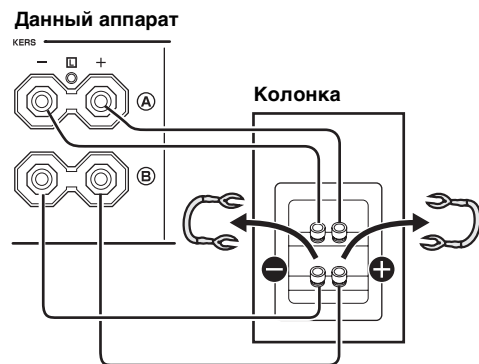 Данный аппарат
KERS
– L +
A
Колонка
B
– +